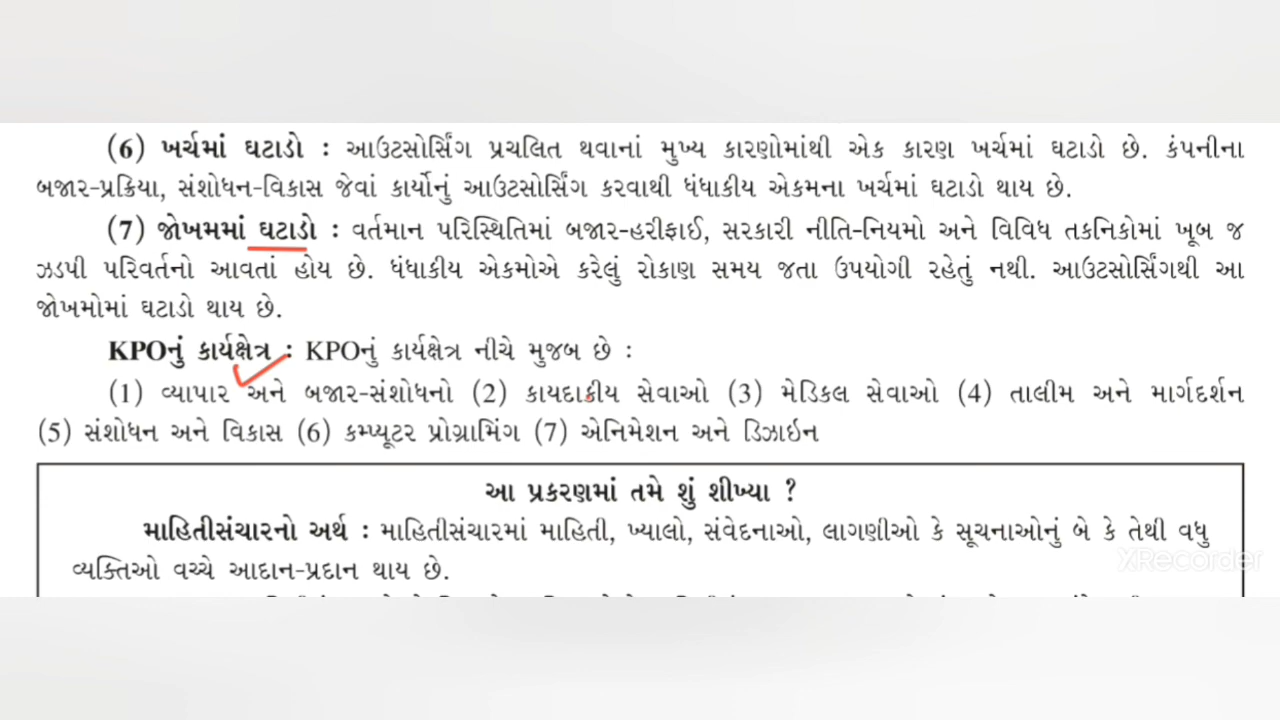 (6) ખર્ચમાં ઘટાડો : આઉટસોર્સિંગ પ્રચલિત થવાનાં મુખ્ય કારણોમાંથી એક કારણ ખર્ચમાં ઘટાડો છે. કંપનીના
બજાર-પ્રક્રિયા, સંશોધન-વિકાસ જેવાં કાર્યોનું આઉટસોર્સિંગ કરવાથી ધંધાકીય એકમના ખર્ચમાં ઘટાડો થાય છે.
(7) જોખમમાં ઘટાડો : વર્તમાન પરિસ્થિતિમાં બજાર-હરીફાઈ, સરકારી નીતિ-નિયમો અને વિવિધ તકનિકોમાં ખૂબ જ
ઝડપી પરિવર્તનો આવતાં હોય છે. ધંધાકીય એકમોએ કરેલું રોકાણ સમય જતા ઉપયોગી રહેતું નથી. આઉટસોર્સિંગથી આ
જોખમોમાં ઘટાડો થાય છે.
KPOનું કાર્યક્ષેત્ર : KPOનું કાર્યક્ષેત્ર નીચે મુજબ છે :
(1) વ્યાપાર અને બજાર-સંશોધનો (2) કાયદાકીય સેવાઓ (3) મેડિકલ સેવાઓ (4) તાલીમ અને માર્ગદર્શન
(5) સંશોધન અને વિકાસ (6) કમ્પ્યૂટર પ્રોગ્રામિંગ (7) એનિમેશન અને ડિઝાઇન
આ પ્રકરણમાં તમે શું શીખ્યા ?
માહિતીસંચારનો અર્થ : માહિતીસંચારમાં માહિતી, ખ્યાલો, સંવેદનાઓ, લાગણીઓ કે સૂચનાઓનું બે કે તેથી વધુ
વ્યક્તિઓ વચ્ચે આદાન-પ્રદાન થાય છે.
XRecorder